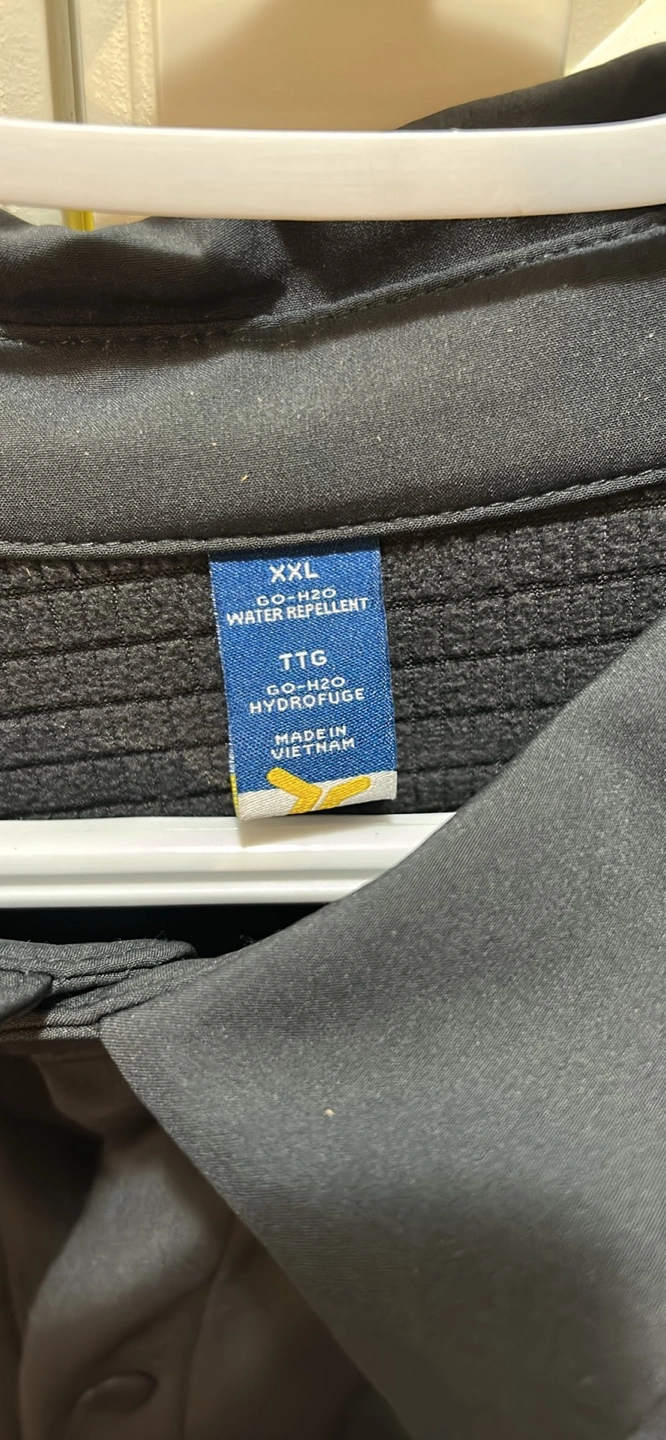 XXL
GO-H2O
WATER REPELLENT
TTG
GO-H2O
HYDROFUGE
MADE IN
VIETNAM